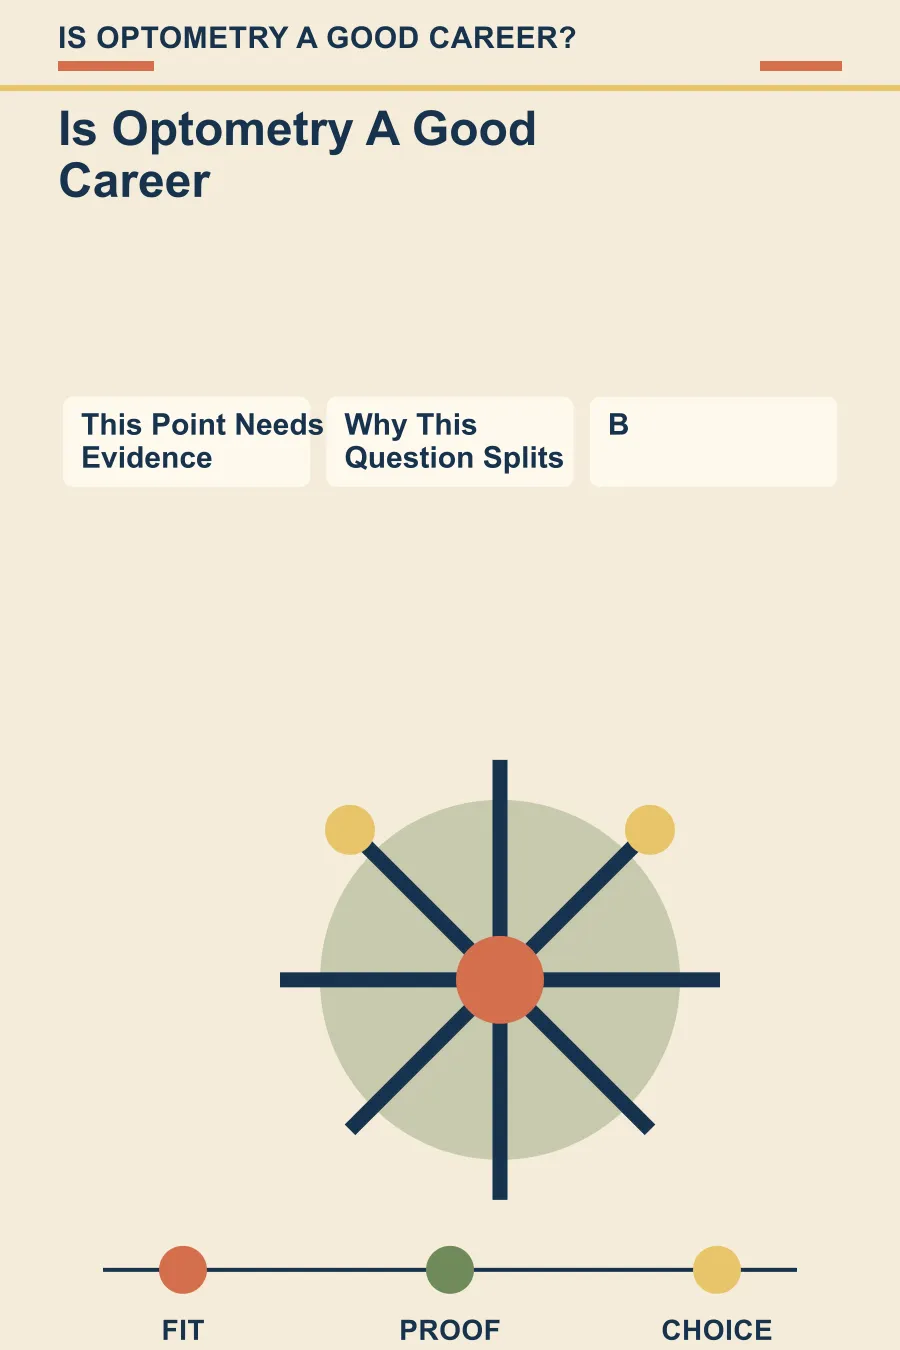 IS OPTOMETRY A GOOD CAREER?
Is Optometry A Good
Career
This Point Needs
Evidence
Why This
Question Splits
B
FIT
PROOF
CHOICE